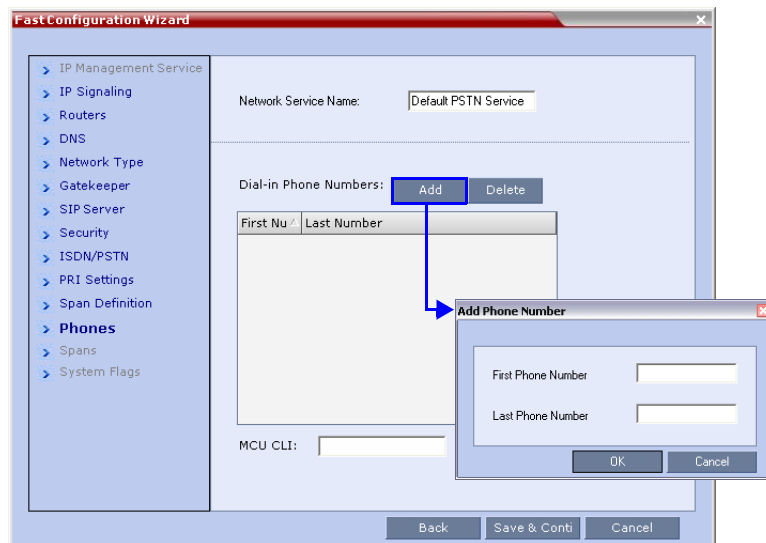 Fast Configuration Wizard
IP Management Service
IP Signaling
Routers
DNS
Network Type
Gatekeeper
SIP Server
Security
ISDN/PSTN
PRI Settings
Span Definition
Phones
Spans
System Flags
Network Service Name: Default PSTN Service
Dial-in Phone Numbers: Add Delete
First Nu Last Number
MCU CLI:
Add Phone Number
First Phone Number
Last Phone Number
OK Cancel
Back Save & Conti Cancel